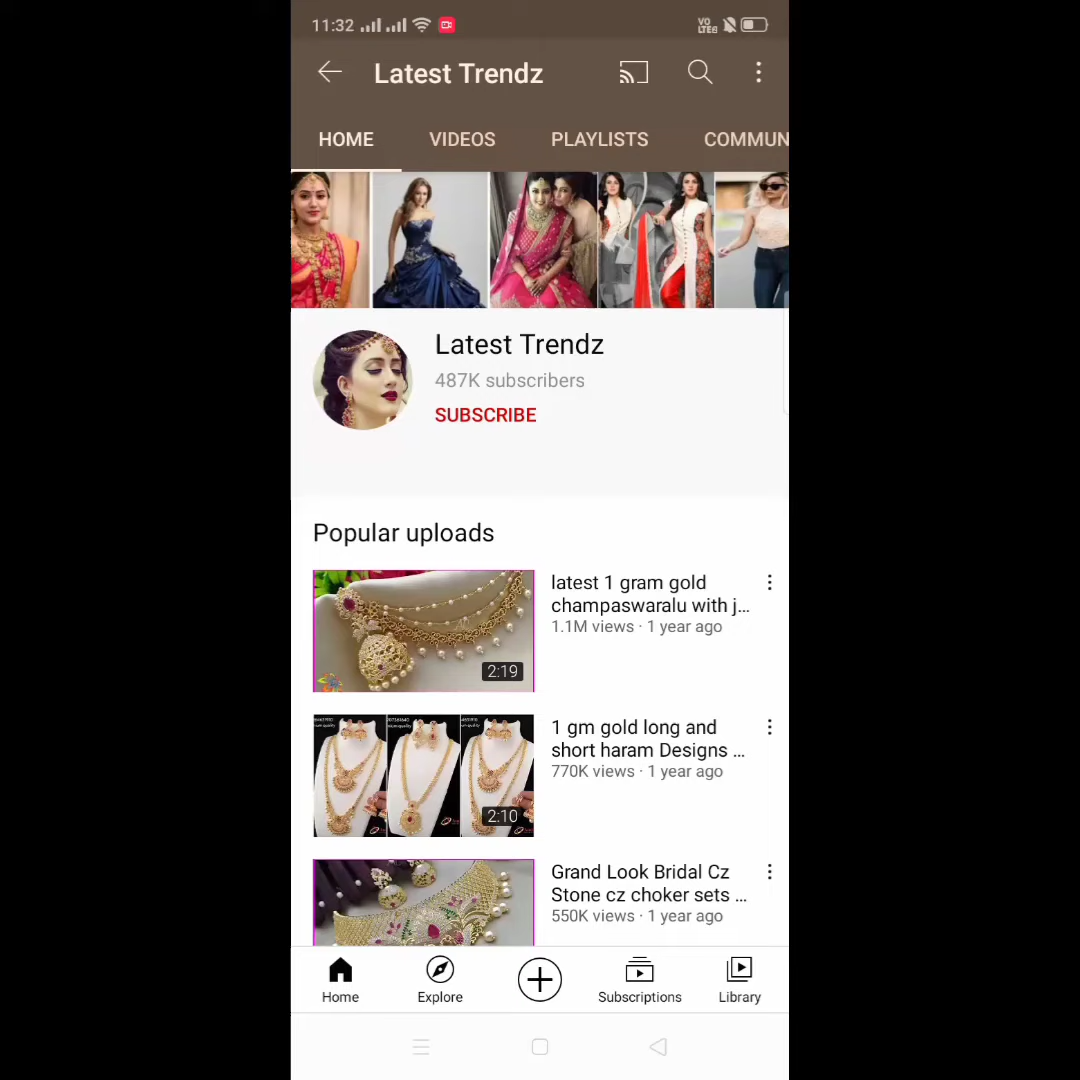 11:32
VO
LTE
Latest Trendz
HOME VIDEOS PLAYLISTS COMMUN
Latest Trendz
487K subscribers
SUBSCRIBE
Popular uploads
latest 1 gram gold
champaswaralu with j...
1.1M views · 1 year ago
2:19
1 gm gold long and
short haram Designs ...
770K views · 1 year ago
2:10
Grand Look Bridal Cz
Stone cz choker sets ...
550K views · 1 year ago
Home Explore Subscriptions Library